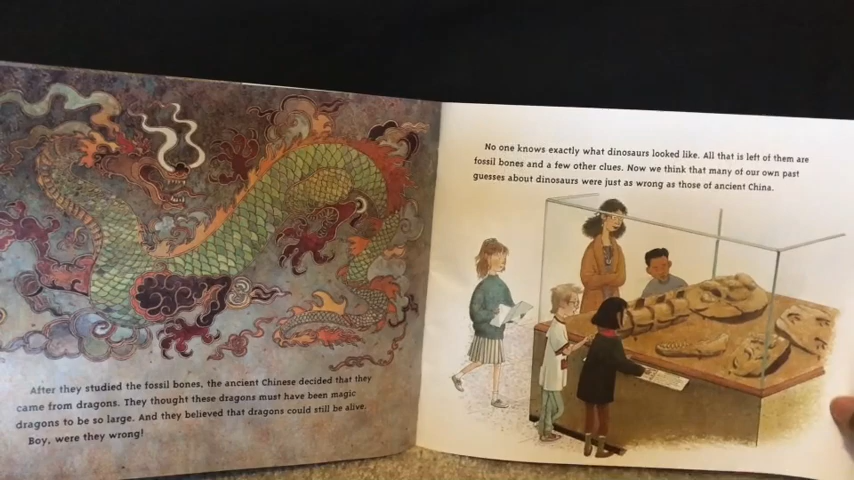 After they studied the fossil bones, the ancient Chinese decided that they
came from dragons. They thought these dragons must have been magic
dragons to be so large. And they believed that dragons could still be alive.
Boy, were they wrong!
No one knows exactly what dinosaurs looked like. All that is left of them are
fossil bones and a few other clues. Now we think that many of our own past
guesses about dinosaurs were just as wrong as those of ancient China.